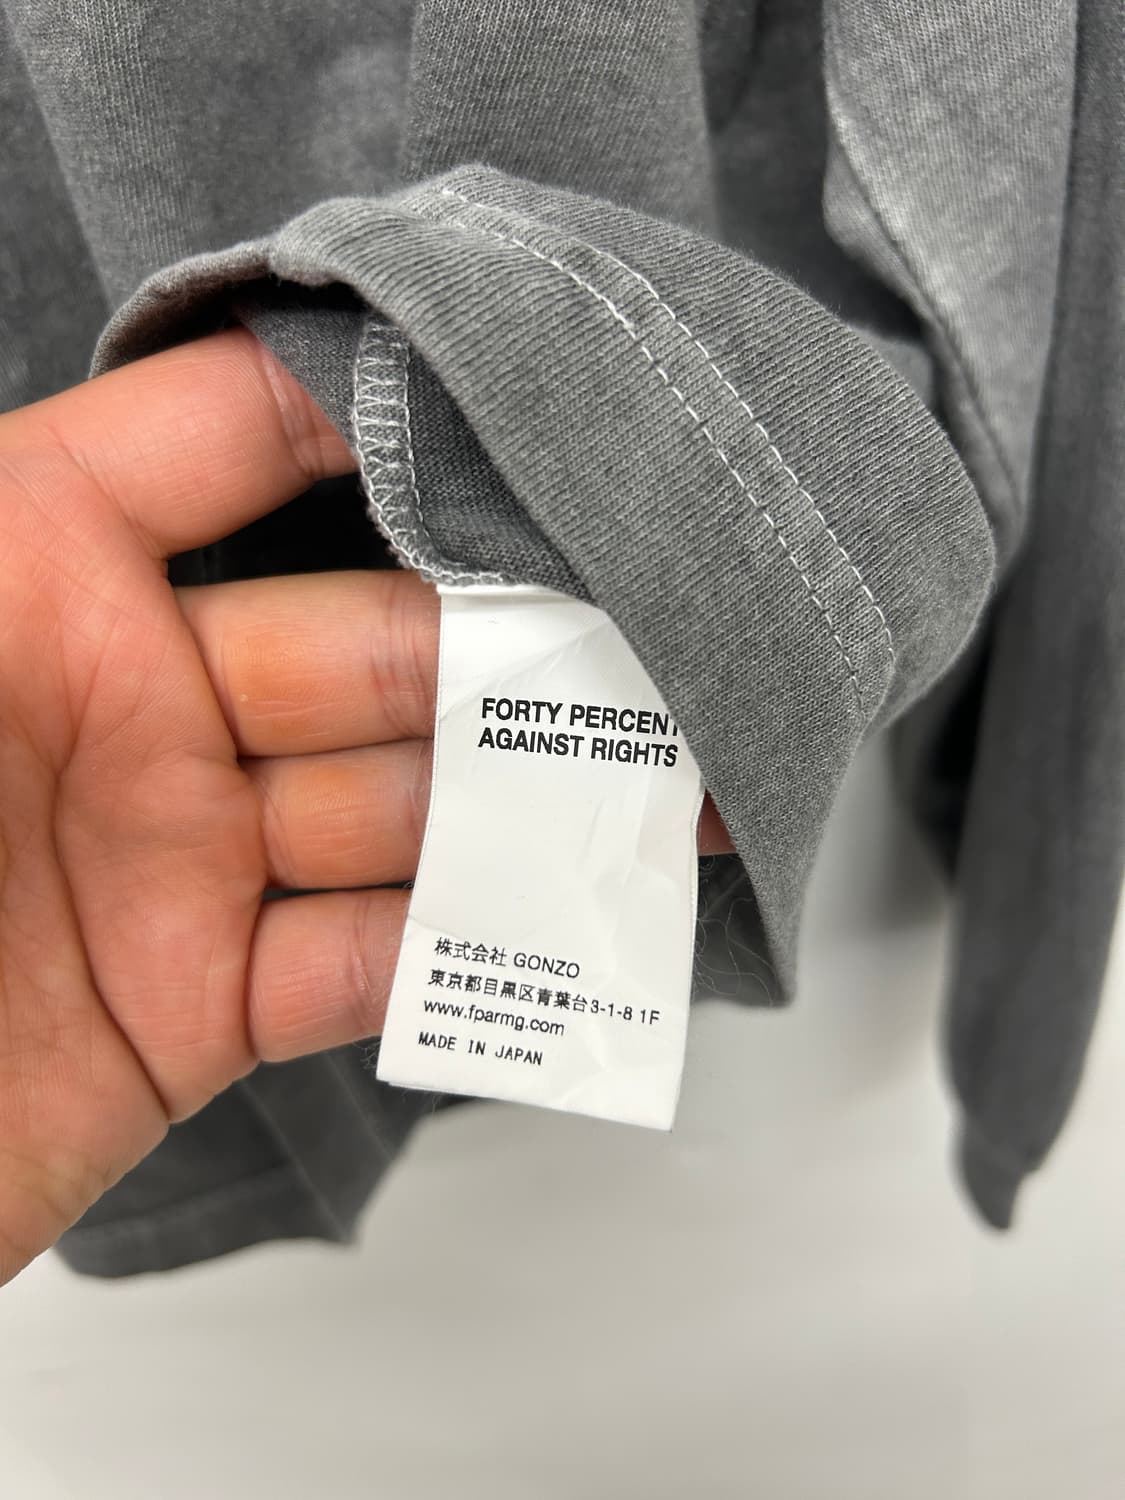 FORTY PERCENT
AGAINST RIGHTS
株式会社 GONZO
東京都目黒区青葉台3-1-8 1F
www.fparmg.com
MADE IN JAPAN